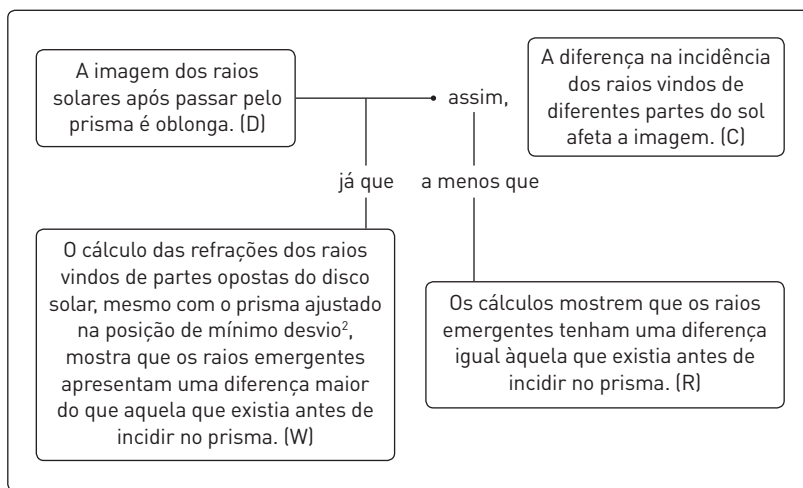 A imagem dos raios
solares após passar pelo
prisma é oblonga. (D)
assim,
A diferença na incidência
dos raios vindos de
diferentes partes do sol
afeta a imagem. (C)
já que
a menos que
O cálculo das refrações dos raios
vindos de partes opostas do disco
solar, mesmo com o prisma ajustado
na posição de mínimo desvio²,
mostra que os raios emergentes
apresentam uma diferença maior
do que aquela que existia antes de
incidir no prisma. (W)
Os cálculos mostrem que os raios
emergentes tenham uma diferença
igual àquela que existia antes de
incidir no prisma. (R)